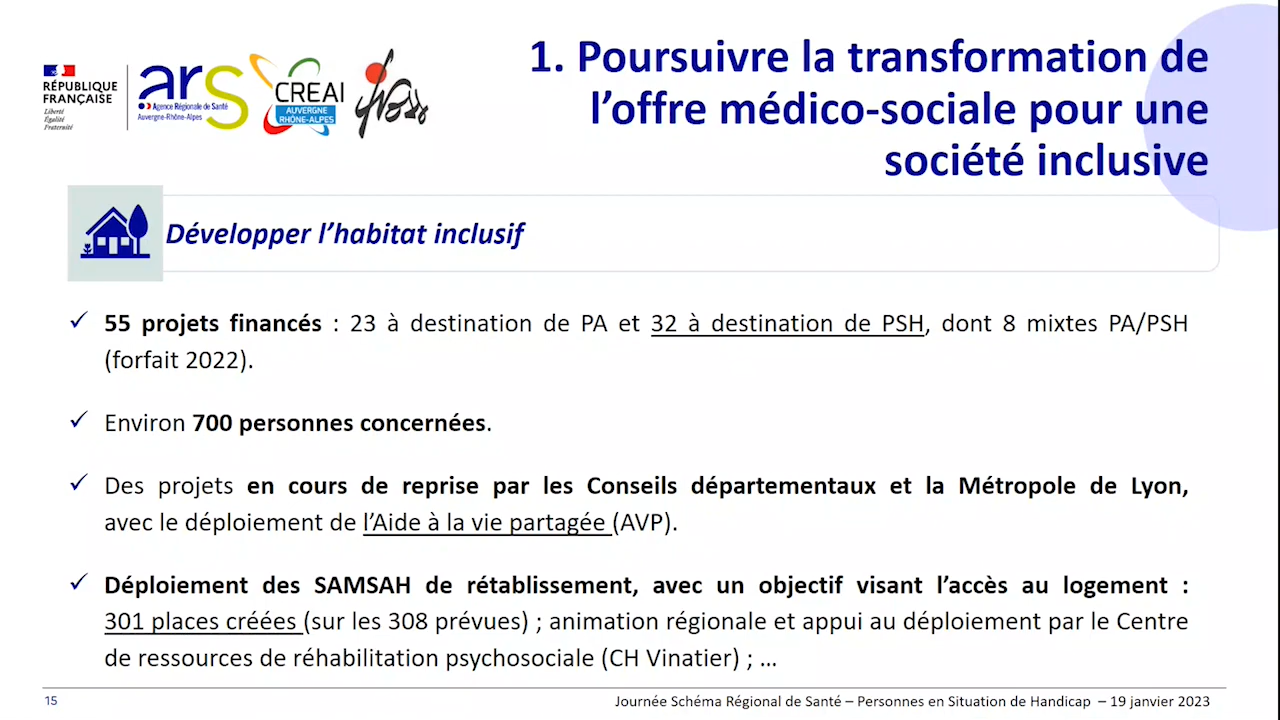 RÉPUBLIQUE
FRANÇAISE
Liberté
Égalité
Fraternité
ars
Agence Régionale de Santé
Auvergne-Rhône-Alpes
CREAI
AUVERGNE
RHÔNE-ALPES
1. Poursuivre la transformation de
l’offre médico-sociale pour une
société inclusive
Développer l’habitat inclusif
✓ 55 projets financés : 23 à destination de PA et 32 à destination de PSH, dont 8 mixtes PA/PSH
(forfait 2022).
✓ Environ 700 personnes concernées.
✓ Des projets en cours de reprise par les Conseils départementaux et la Métropole de Lyon,
avec le déploiement de l’Aide à la vie partagée (AVP).
✓ Déploiement des SAMSAH de rétablissement, avec un objectif visant l’accès au logement :
301 places créées (sur les 308 prévues) ; animation régionale et appui au déploiement par le Centre
de ressources de réhabilitation psychosociale (CH Vinatier) ; …
15
Journée Schéma Régional de Santé – Personnes en Situation de Handicap – 19 janvier 2023